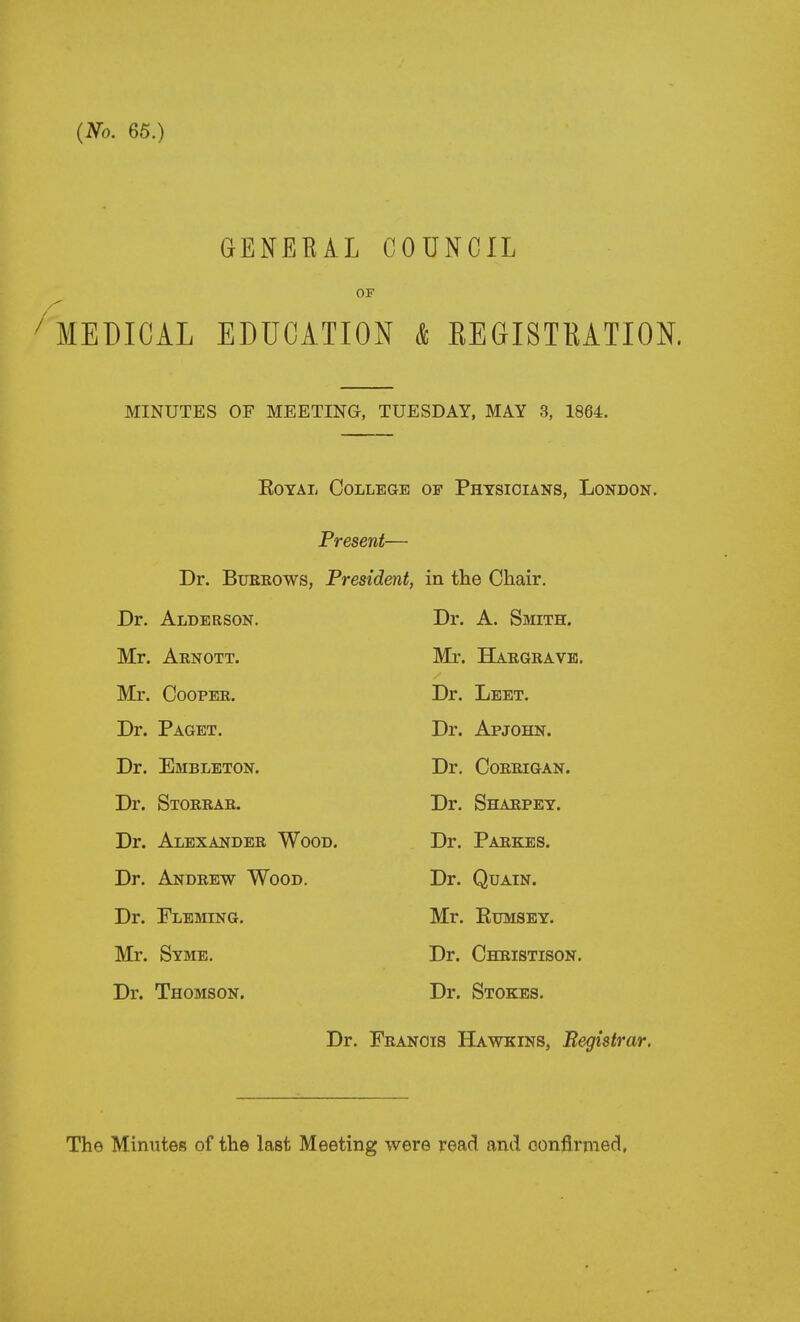 (No. 65.)
GENERAL COUNCIL
OF
MEDICAL EDUCATION & REGISTRATION.
MINUTES OF MEETING, TUESDAY, MAY 3, 1864.
ROYAL COLLEGE OF PHYSICIANS, LONDON.
Present—
Dr. BURROWS, President, in the Chair.
Dr. ALDERSON. Dr. A. SMITH.
Mr. ARNOTT. Mr. HARGRAVE.
Mr. COOPER. Dr. LEET.
Dr. PAGET. Dr. APJOHN.
Dr. EMBLETON. Dr. CORRIGAN.
Dr. STORRAR. Dr. SHARPEY.
Dr. ALEXANDER WOOD. Dr. PARKES.
Dr. ANDREW WOOD. Dr. QUAIN.
Dr. FLEMING. Mr. RUMSEY.
Mr. SYME. Dr. CHRISTISON.
Dr. THOMSON. Dr. STOKES.
Dr. FRANCIS HAWKINS, Registrar.
The Minutes of the last Meeting were read and confirmed.